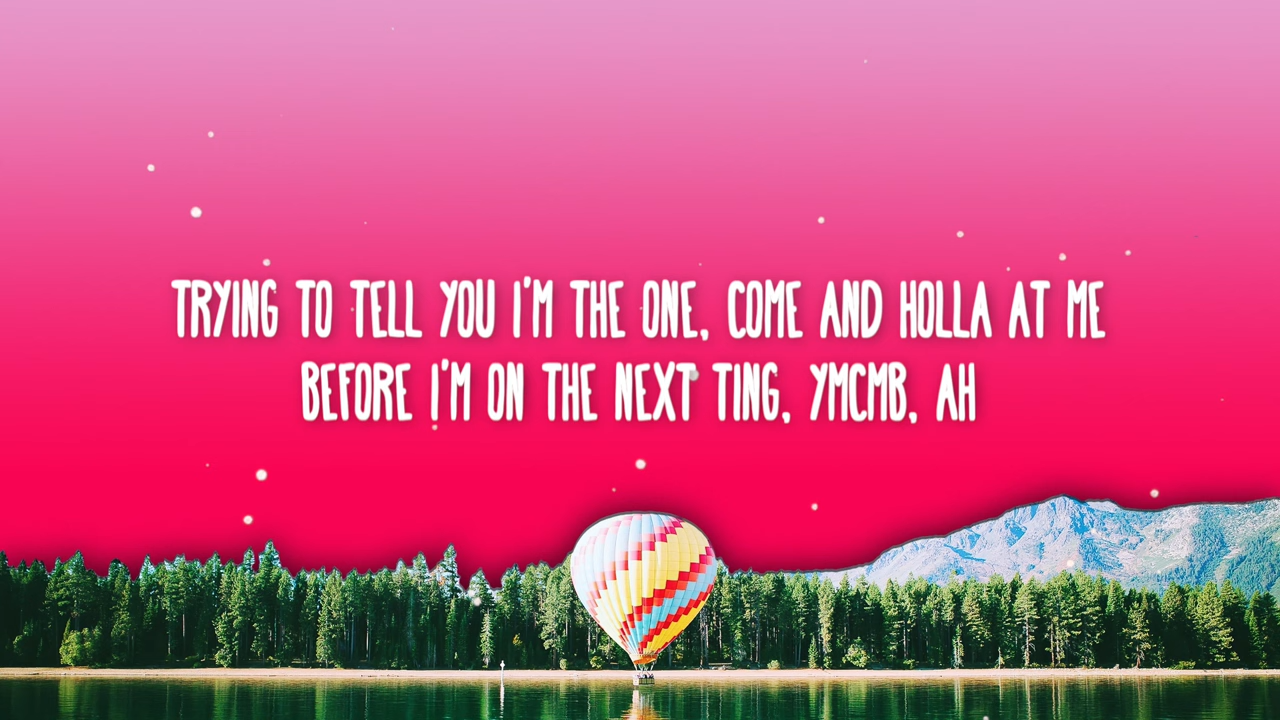 TRYING TO TELL YOU I'M THE ONE, COME AND HOLLA AT ME
BEFORE I'M ON THE NEXT TING, YMCMB, AH